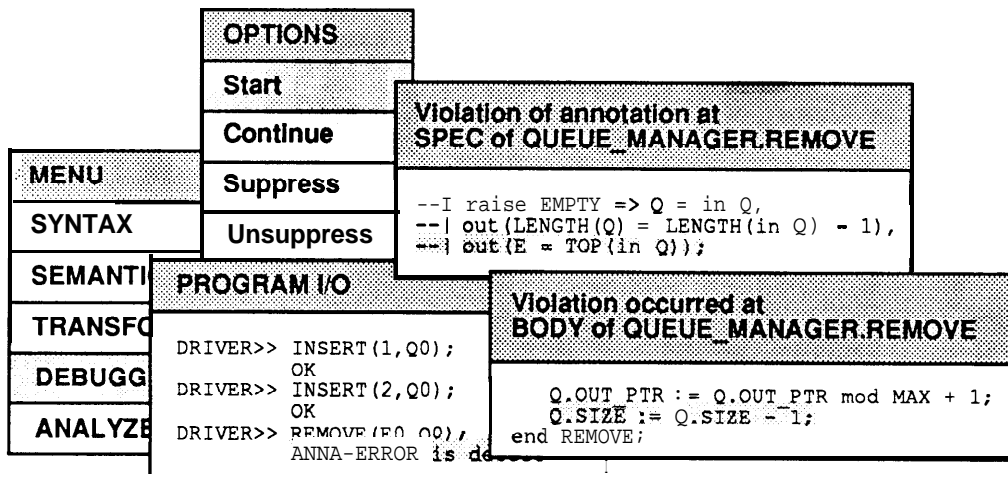 OPTIONS
Start
Continue
Suppress
Unsuppress
MENU
SYNTAX
SEMANTI
TRANSFO
DEBUGG
ANALYZE
Violation of annotation at
SPEC of QUEUE_MANAGER.REMOVE
--I raise EMPTY => Q = in Q,
--| out(LENGTH(Q) = LENGTH(in Q) - 1),
--| out(E = TOP(in Q));
PROGRAM I/O
DRIVER>> INSERT(1,Q0);
OK
DRIVER>> INSERT(2,Q0);
OK
DRIVER>> REMOVE(E0,Q0),
ANNA-ERROR is
Violation occurred at
BODY of QUEUE_MANAGER.REMOVE
Q.OUT_PTR := Q.OUT_PTR mod MAX + 1;
Q.SIZE := Q.SIZE - 1;
end REMOVE;